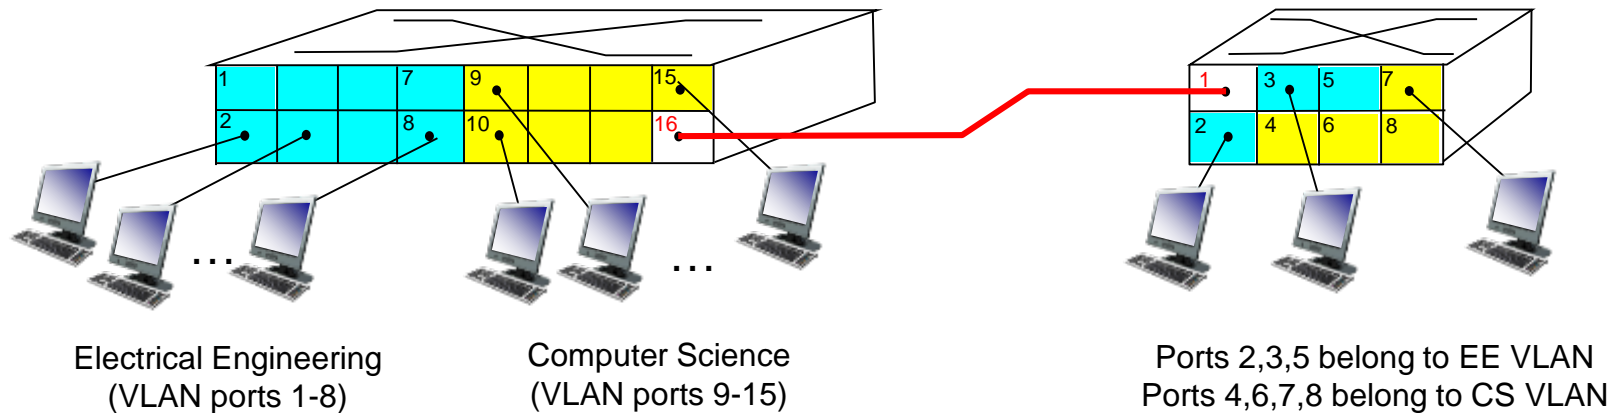 1 7 9 15
2 8 10 16
1 3 5 7
2 4 6 8
... ...
Electrical Engineering
(VLAN ports 1-8)
Computer Science
(VLAN ports 9-15)
Ports 2,3,5 belong to EE VLAN
Ports 4,6,7,8 belong to CS VLAN